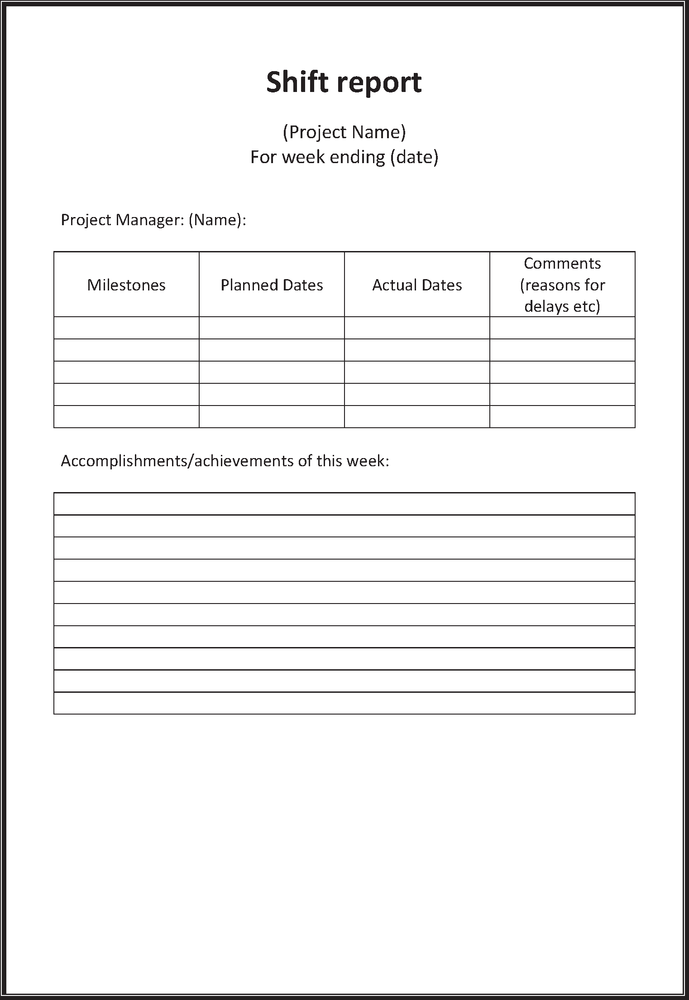 Shift report
(Project Name)
For week ending (date)
Project Manager: (Name):
Milestones
Planned Dates
Actual Dates
Comments
(reasons for
delays etc)
Accomplishments/achievements of this week: